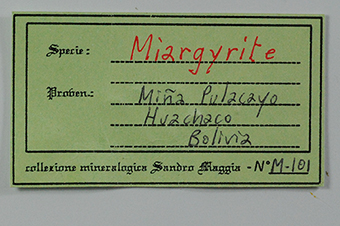 Specie: Miargyrite
Proven.: Miña Pulacayo
Huachaco
Bolivia
collezione mineralogica Sandro Maggia - N° M-101